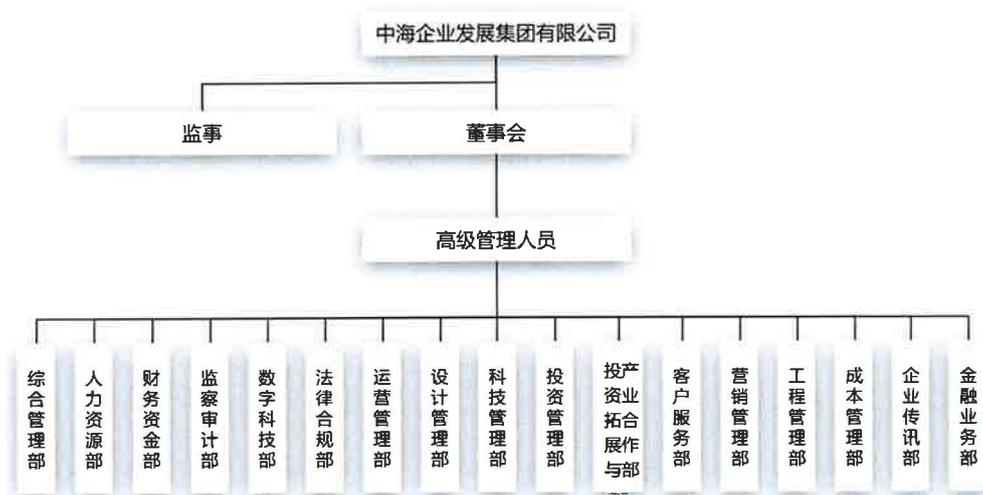 中海企业发展集团有限公司
监事
董事会
高级管理人员
综合管理部
人力资源部
财务资金部
监察审计部
数字科技部
法律合规部
运营管理部
设计管理部
科技管理部
投资管理部
投资拓展与
产业合作部
客户服务部
营销管理部
工程管理部
成本管理部
企业传讯部
金融业务部